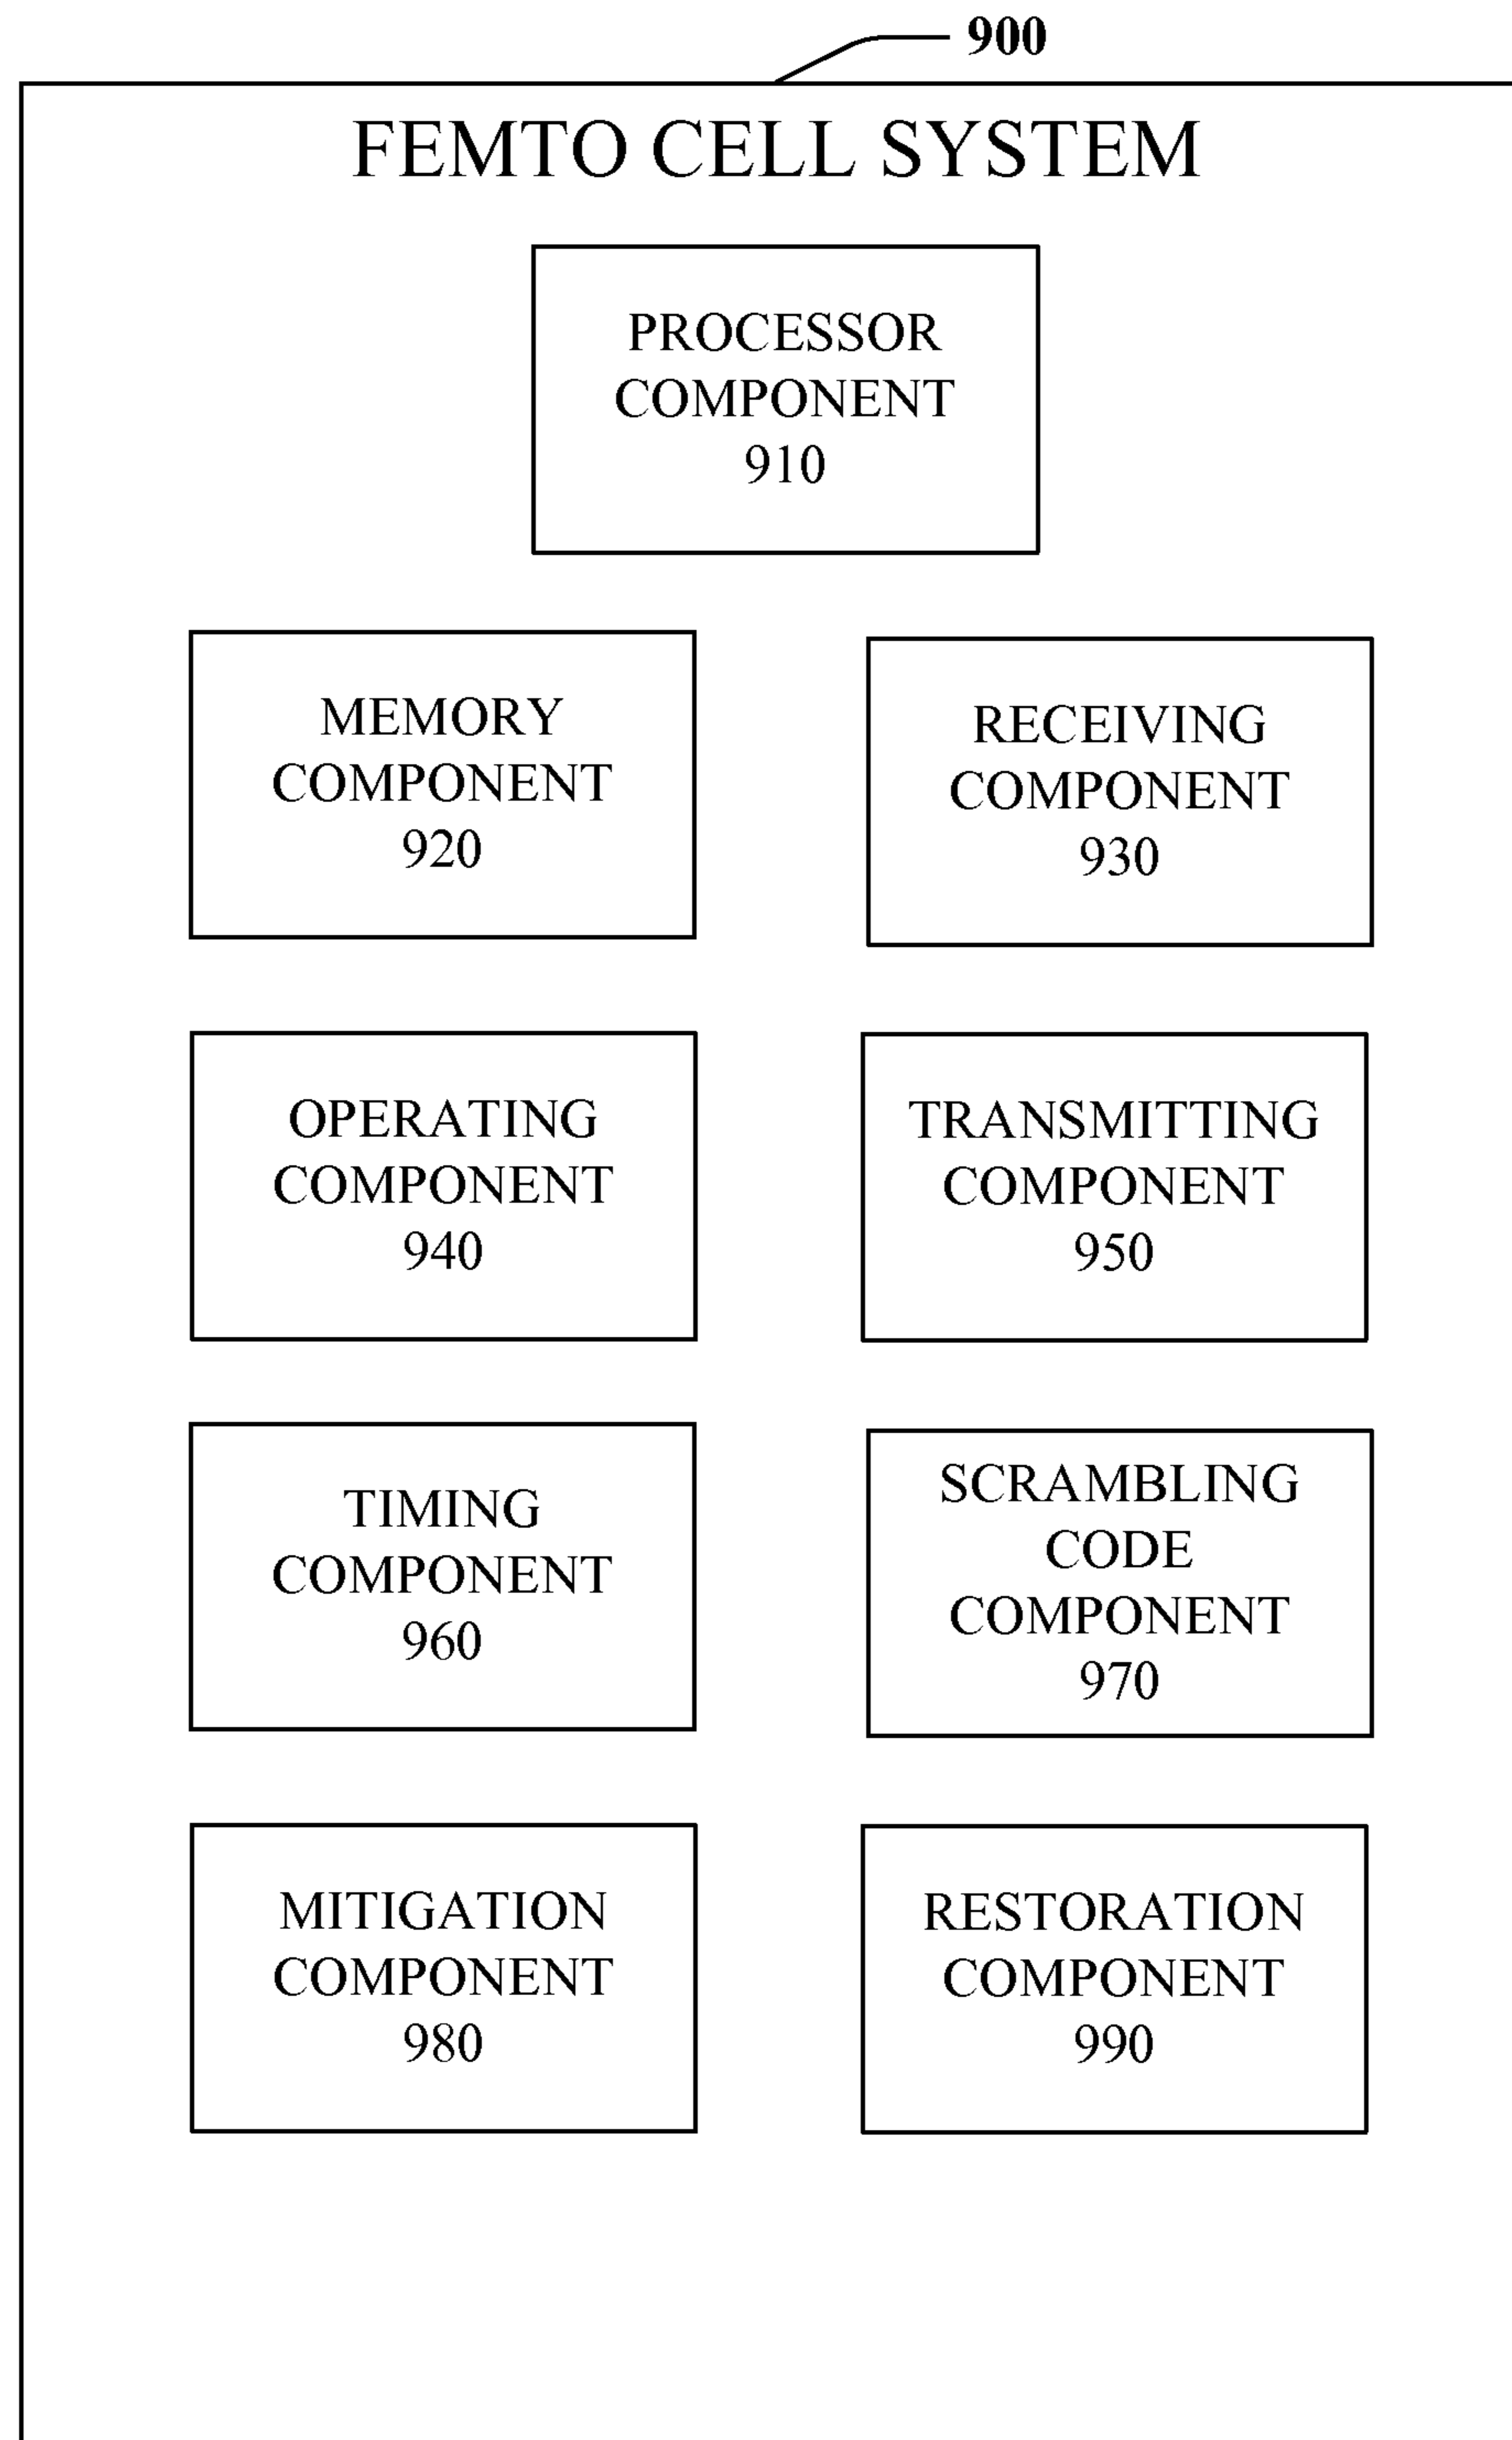 900
FEMTO CELL SYSTEM
PROCESSOR
COMPONENT
910
MEMORY
COMPONENT
920
RECEIVING
COMPONENT
930
OPERATING
COMPONENT
940
TRANSMITTING
COMPONENT
950
TIMING
COMPONENT
960
SCRAMBLING
CODE
COMPONENT
970
MITIGATION
COMPONENT
980
RESTORATION
COMPONENT
990